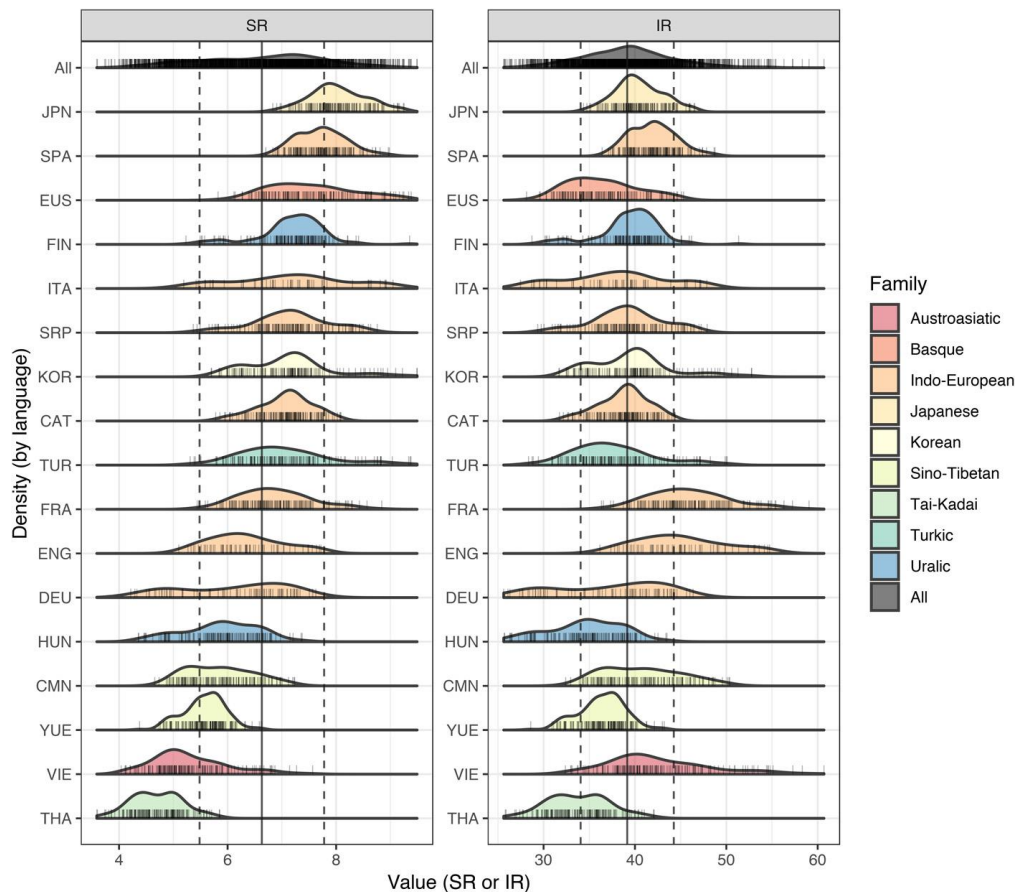 SR
IR
All
JPN
SPA
EUS
FIN
ITA
SRP
KOR
CAT
TUR
FRA
ENG
DEU
HUN
CMN
YUE
VIE
THA
All
JPN
SPA
EUS
FIN
ITA
SRP
KOR
CAT
TUR
FRA
ENG
DEU
HUN
CMN
YUE
VIE
THA
Density (by language)
4 6 8
30 40 50 60
Value (SR or IR)
Family
Austroasiatic
Basque
Indo-European
Japanese
Korean
Sino-Tibetan
Tai-Kadai
Turkic
Uralic
All